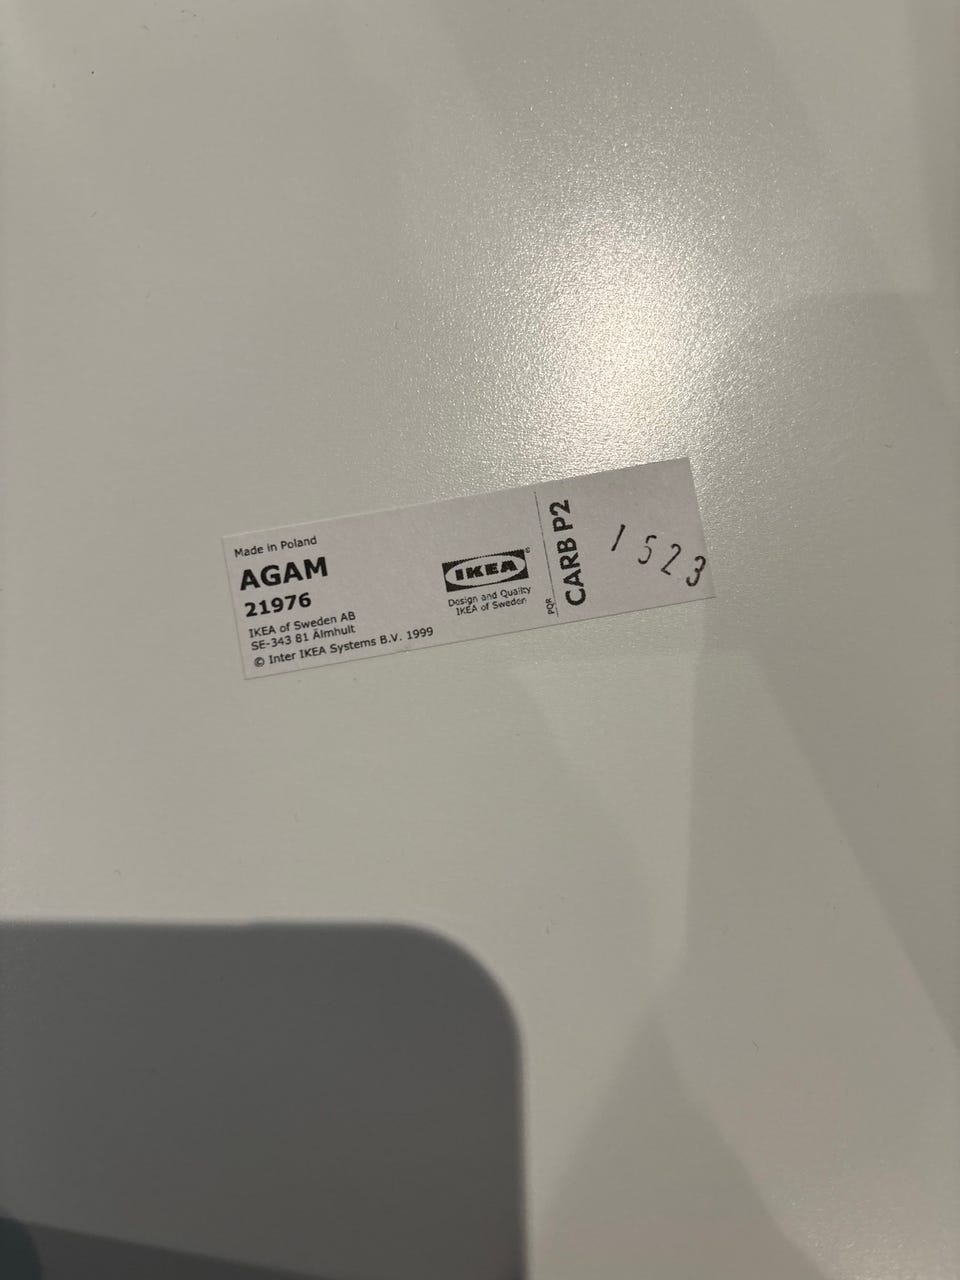 Made in Poland
AGAM
21976
IKEA of Sweden AB
SE-343 81 Älmhult
© Inter IKEA Systems B.V. 1999
IKEA
Design and Quality
IKEA of Sweden
PQR
CARB P2
1523